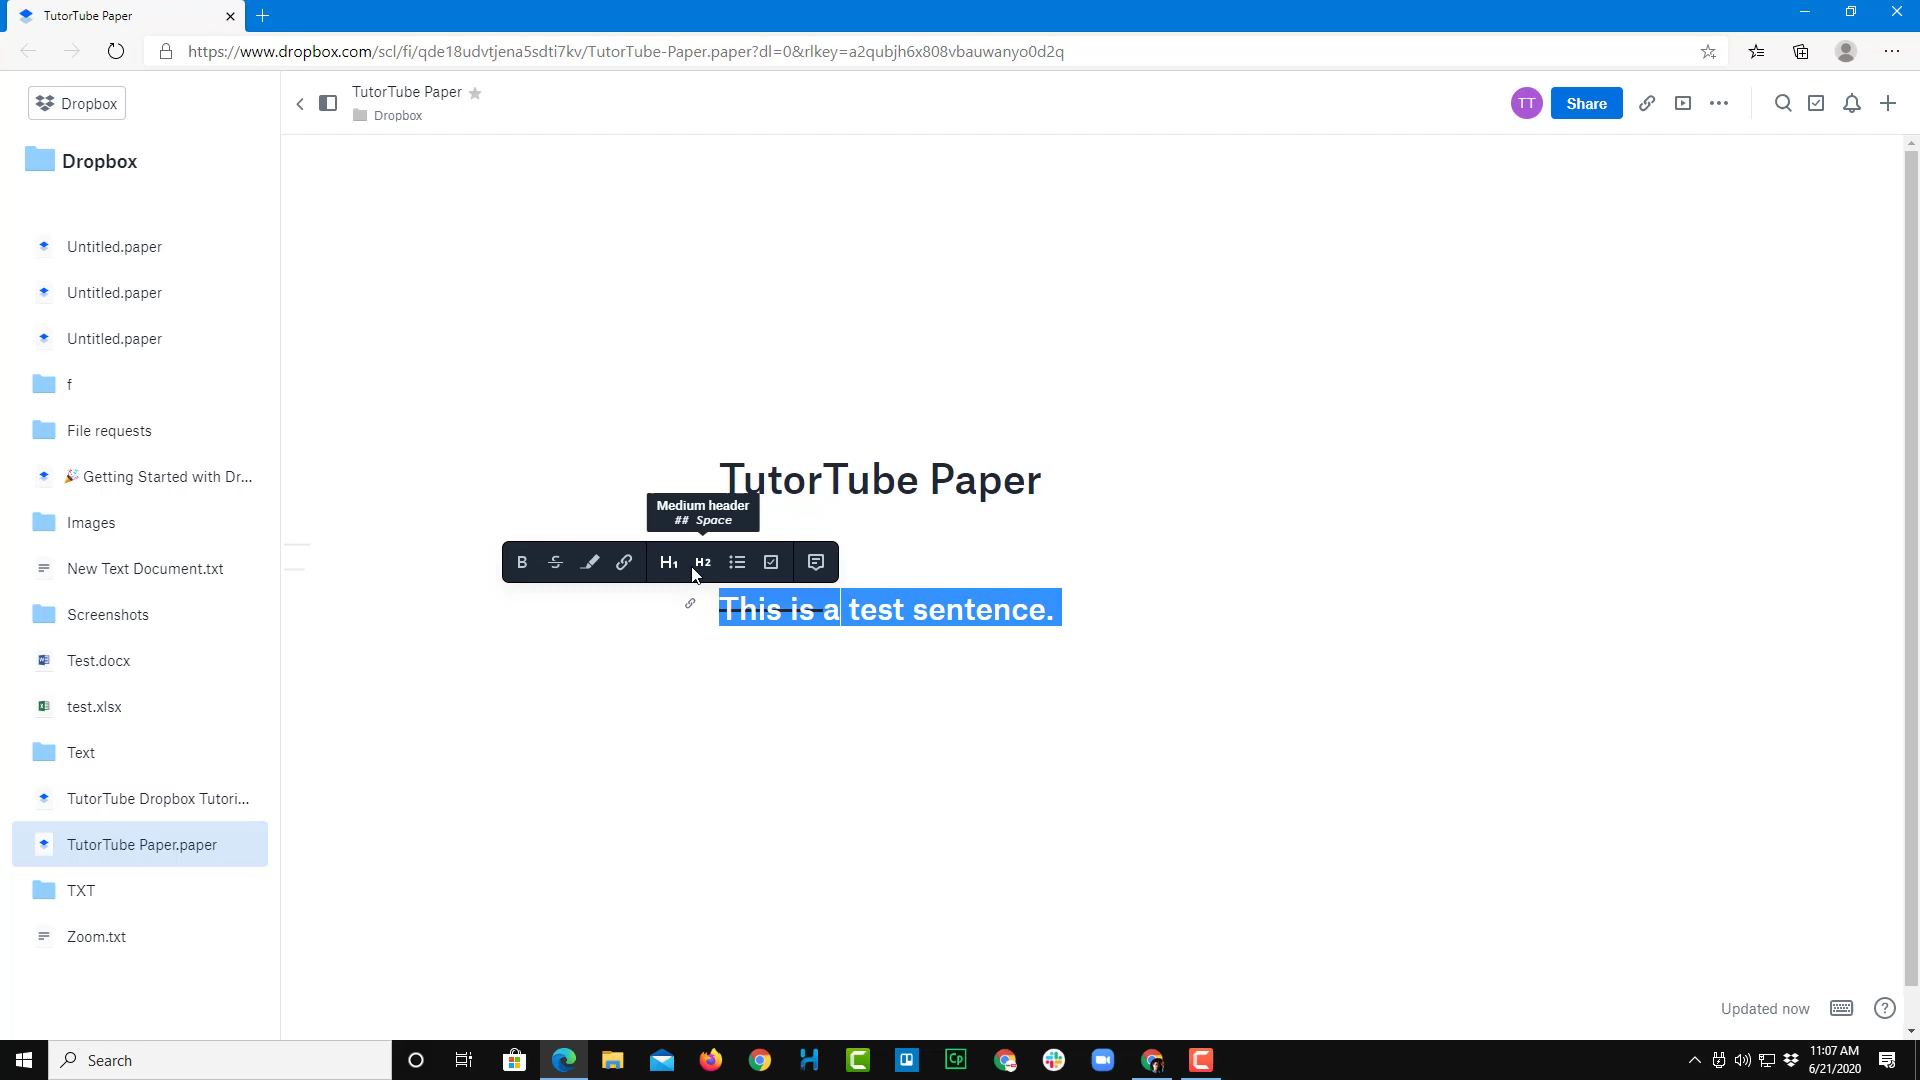 TutorTube Paper
https://www.dropbox.com/scl/fi/qde18udvtjena5sdti7kv/TutorTube-Paper.paper?dl=0&rlkey=a2qubjh6x808vbauwanyo0d2q
Dropbox
TutorTube Paper
Dropbox
TT
Share
Dropbox
Untitled.paper
Untitled.paper
Untitled.paper
f
File requests
🎉 Getting Started with Dr...
Images
New Text Document.txt
Screenshots
Test.docx
test.xlsx
Text
TutorTube Dropbox Tutori...
TutorTube Paper.paper
TXT
Zoom.txt
TutorTube Paper
Medium header
## Space
B S H1 H2
This is a test sentence.
Updated now
?
Search
Cp
11:07 AM
6/21/2020